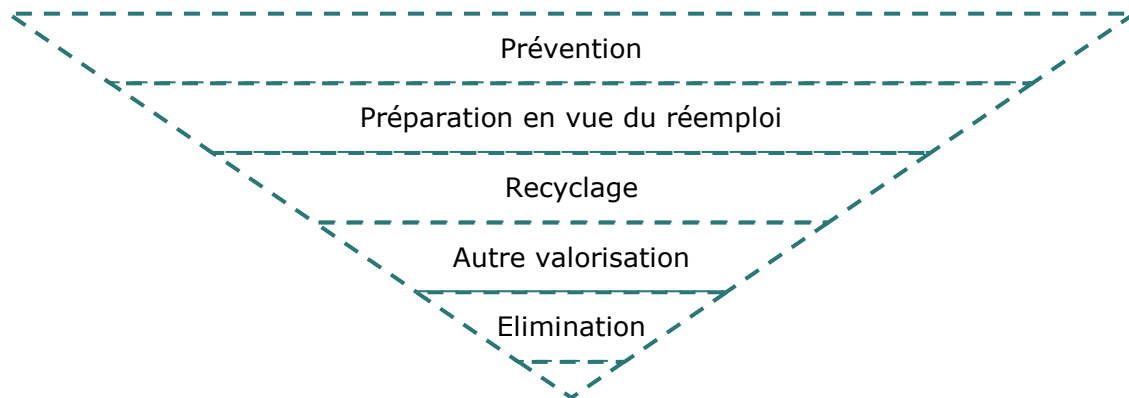 Prévention
Préparation en vue du réemploi
Recyclage
Autre valorisation
Elimination